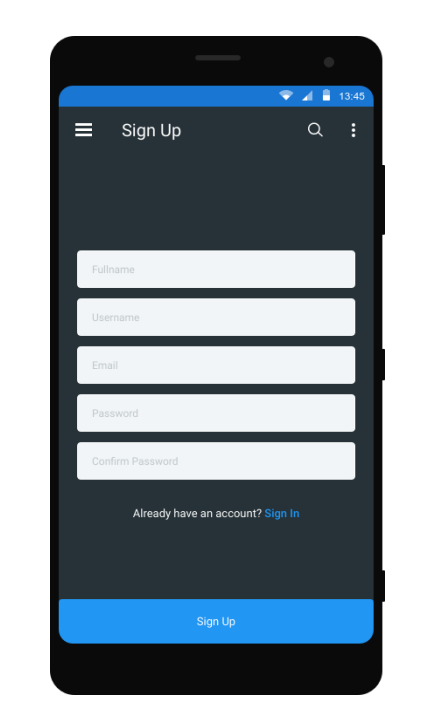 13:45
Sign Up
Fullname
Username
Email
Password
Confirm Password
Already have an account? Sign In
Sign Up